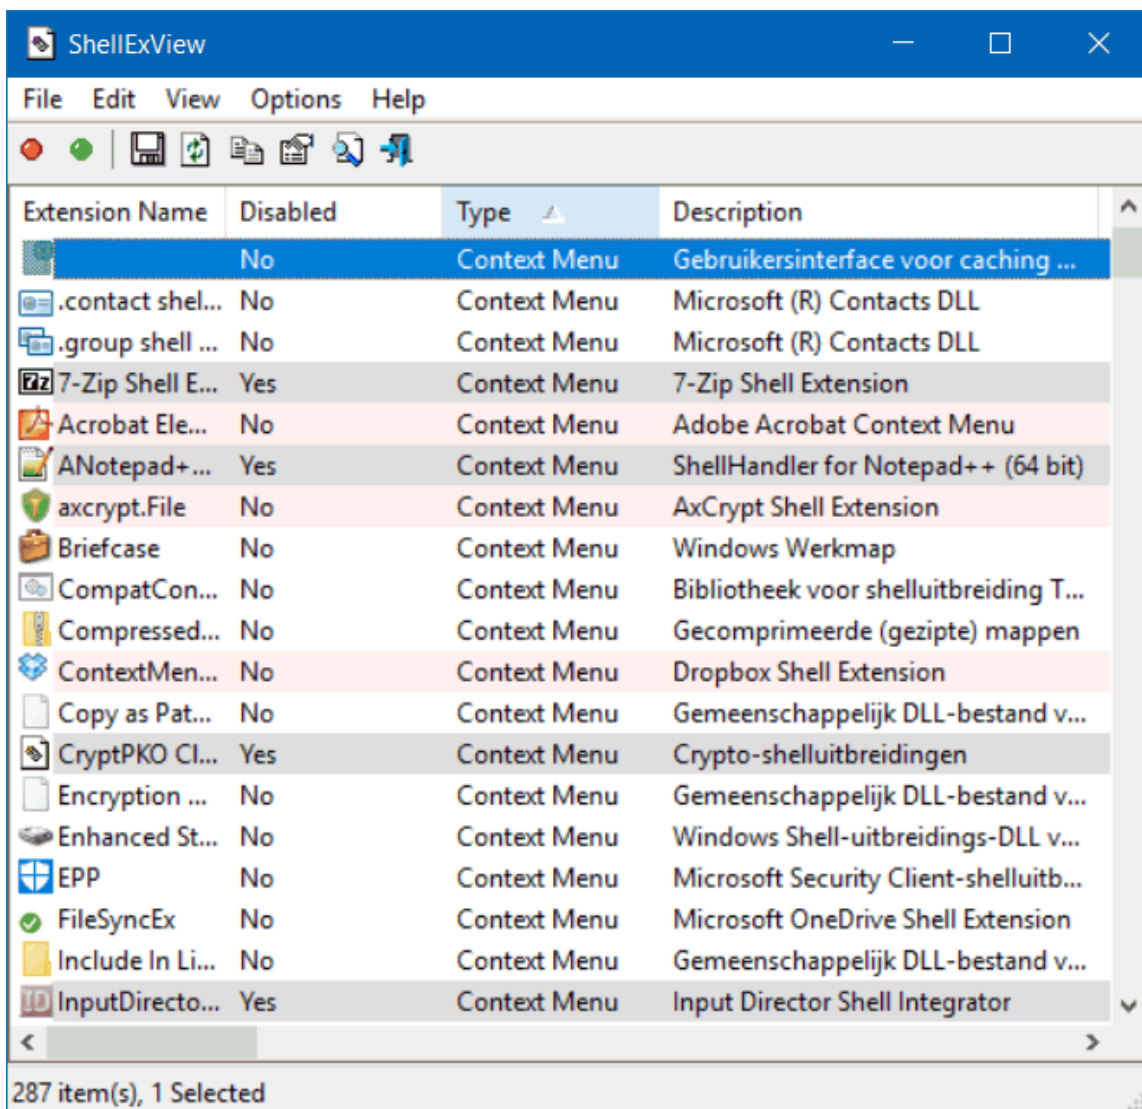 ShellExView
File Edit View Options Help
Extension Name Disabled Type Description
No Context Menu Gebruikersinterface voor caching ...
.contact shel... No Context Menu Microsoft (R) Contacts DLL
.group shell ... No Context Menu Microsoft (R) Contacts DLL
7-Zip Shell E... Yes Context Menu 7-Zip Shell Extension
Acrobat Ele... No Context Menu Adobe Acrobat Context Menu
ANotepad+... Yes Context Menu ShellHandler for Notepad++ (64 bit)
axcrypt.File No Context Menu AxCrypt Shell Extension
Briefcase No Context Menu Windows Werkmap
CompatCon... No Context Menu Bibliotheek voor shelluitbreiding T...
Compressed... No Context Menu Gecomprimeerde (gezipte) mappen
ContextMen... No Context Menu Dropbox Shell Extension
Copy as Pat... No Context Menu Gemeenschappelijk DLL-bestand v...
CryptPKO Cl... Yes Context Menu Crypto-shelluitbreidingen
Encryption ... No Context Menu Gemeenschappelijk DLL-bestand v...
Enhanced St... No Context Menu Windows Shell-uitbreidings-DLL v...
EPP No Context Menu Microsoft Security Client-shelluitb...
FileSyncEx No Context Menu Microsoft OneDrive Shell Extension
Include In Li... No Context Menu Gemeenschappelijk DLL-bestand v...
InputDirecto... Yes Context Menu Input Director Shell Integrator
287 item(s), 1 Selected